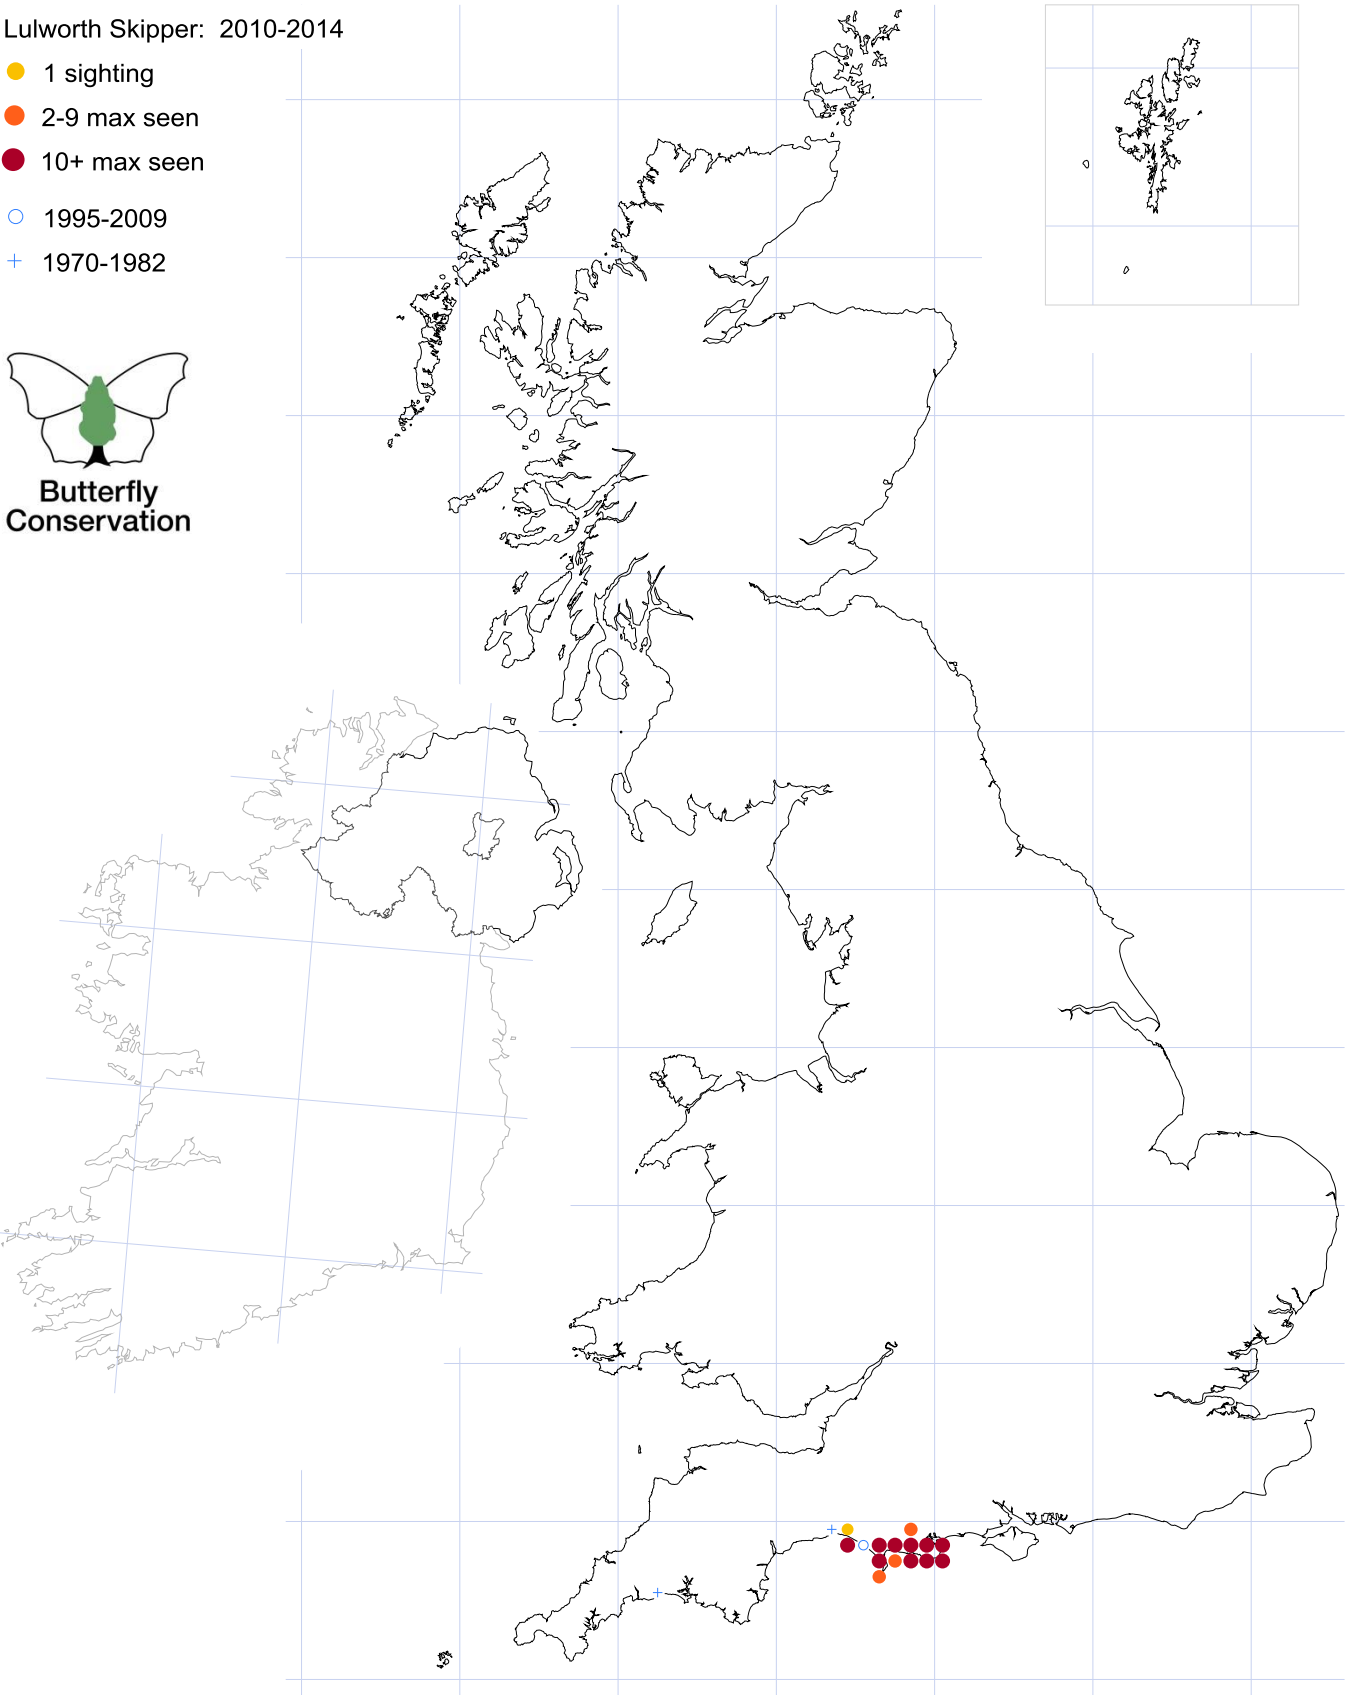 Lulworth Skipper: 2010-2014
1 sighting
2-9 max seen
10+ max seen
1995-2009
1970-1982
Butterfly
Conservation